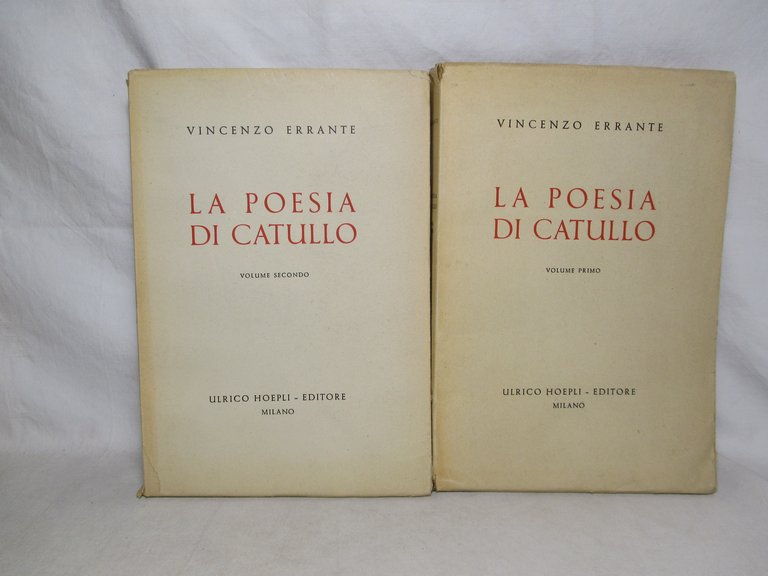 VINCENZO ERRANTE
LA POESIA
DI CATULLO
VOLUME SECONDO
ULRICO HOEPLI - EDITORE
MILANO
VINCENZO ERRANTE
LA POESIA
DI CATULLO
VOLUME PRIMO
ULRICO HOEPLI - EDITORE
MILANO